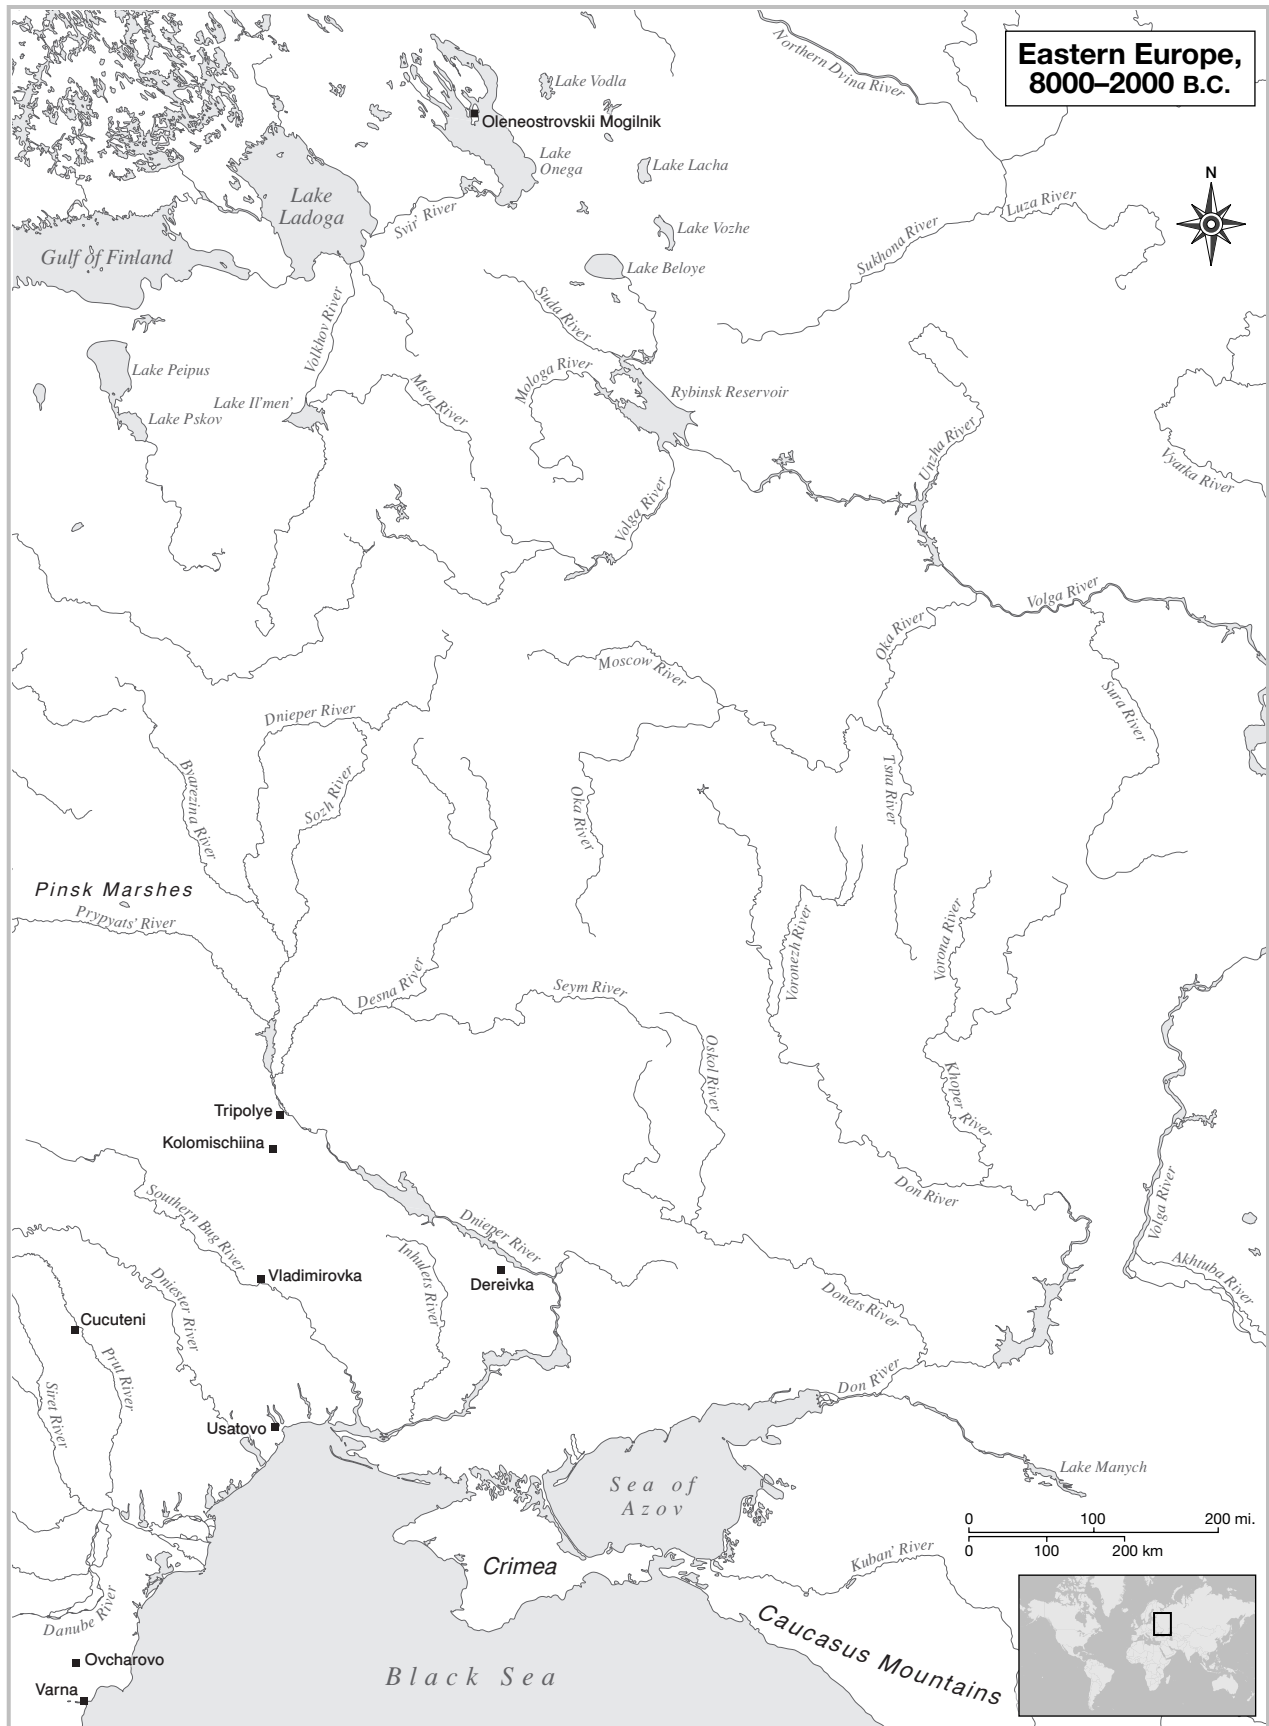 Eastern Europe,
8000–2000 B.C.
Northern Dvina River
Lake Vodla
Oleneostrovskii Mogilnik
Lake
Onega
Lake Lacha
N
Lake
Ladoga
Svir' River
Luza River
Lake Vozhe
Sukhona River
Gulf of Finland
Lake Beloye
Suda River
Volkhov River
Lake Peipus
Mologa River
Rybinsk Reservoir
Msta River
Lake Il'men'
Lake Pskov
Unzha River
Vyatka River
Volga River
Volga River
Oka River
Moscow River
Sura River
Dnieper River
Byarezina River
Sozh River
Oka River
Tsna River
Pinsk Marshes
Prypyats' River
Voronezh River
Vorona River
Desna River
Seym River
Oskol River
Khoper River
Tripolye
Kolomischiina
Don River
Southern Bug River
Volga River
Dnieper River
Inhulets River
Akhtuba River
Vladimirovka
Dereivka
Dniester River
Donets River
Cucuteni
Prut River
Siret River
Don River
Usatovo
Lake Manych
Sea of
Azov
0 100 200 mi.
0 100 200 km
Kuban' River
Crimea
Danube River
Caucasus Mountains
Ovcharovo
Black Sea
Varna